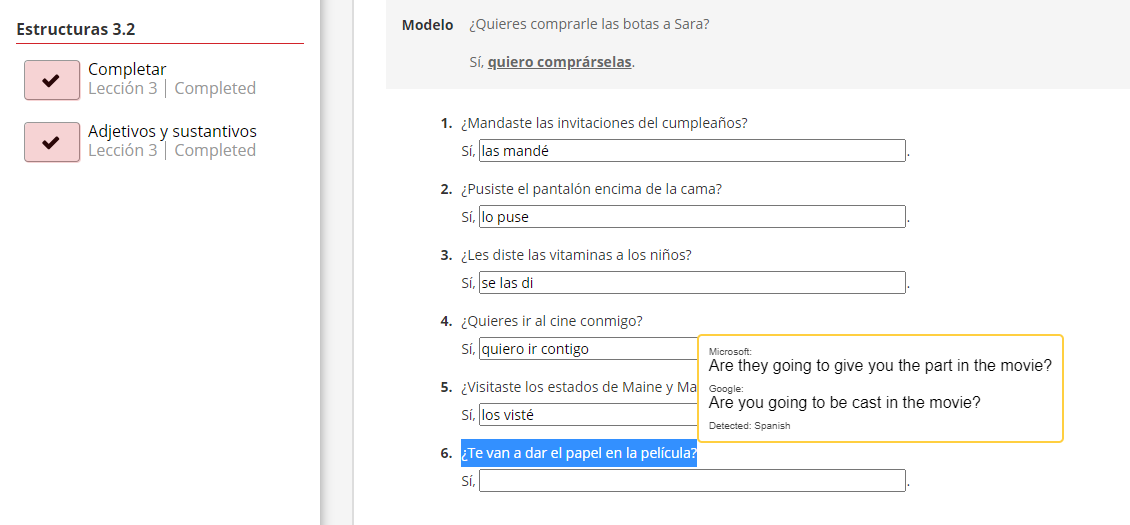 Estructuras 3.2
Completar
Lección 3 | Completed
Adjetivos y sustantivos
Lección 3 | Completed
Modelo ¿Quieres comprarle las botas a Sara?
Sí, quiero comprárselas.
1. ¿Mandaste las invitaciones del cumpleaños?
Sí, las mandé.
2. ¿Pusiste el pantalón encima de la cama?
Sí, lo puse.
3. ¿Les diste las vitaminas a los niños?
Sí, se las di.
4. ¿Quieres ir al cine conmigo?
Sí, quiero ir contigo
5. ¿Visitaste los estados de Maine y Ma
Sí, los visté
6. ¿Te van a dar el papel en la película?
Sí, .
Microsoft:
Are they going to give you the part in the movie?
Google:
Are you going to be cast in the movie?
Detected: Spanish